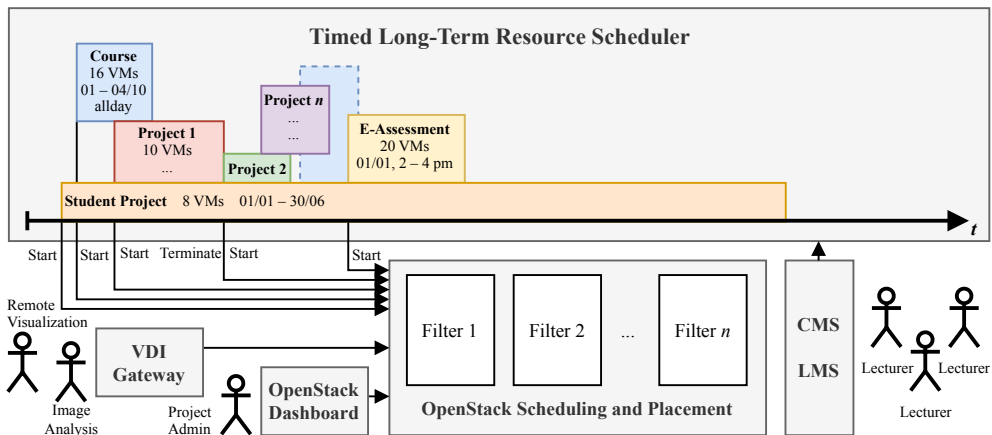 Timed Long-Term Resource Scheduler
Course
16 VMs
01 – 04/10
allday
Project 1
10 VMs
...
Project 2
Project n
...
...
E-Assessment
20 VMs
01/01, 2 – 4 pm
Student Project 8 VMs 01/01 – 30/06
t
Start
Start
Start
Terminate
Start
Start
Remote
Visualization
Image
Analysis
VDI
Gateway
Project
Admin
OpenStack
Dashboard
Filter 1
Filter 2
...
Filter n
OpenStack Scheduling and Placement
CMS
LMS
Lecturer
Lecturer
Lecturer